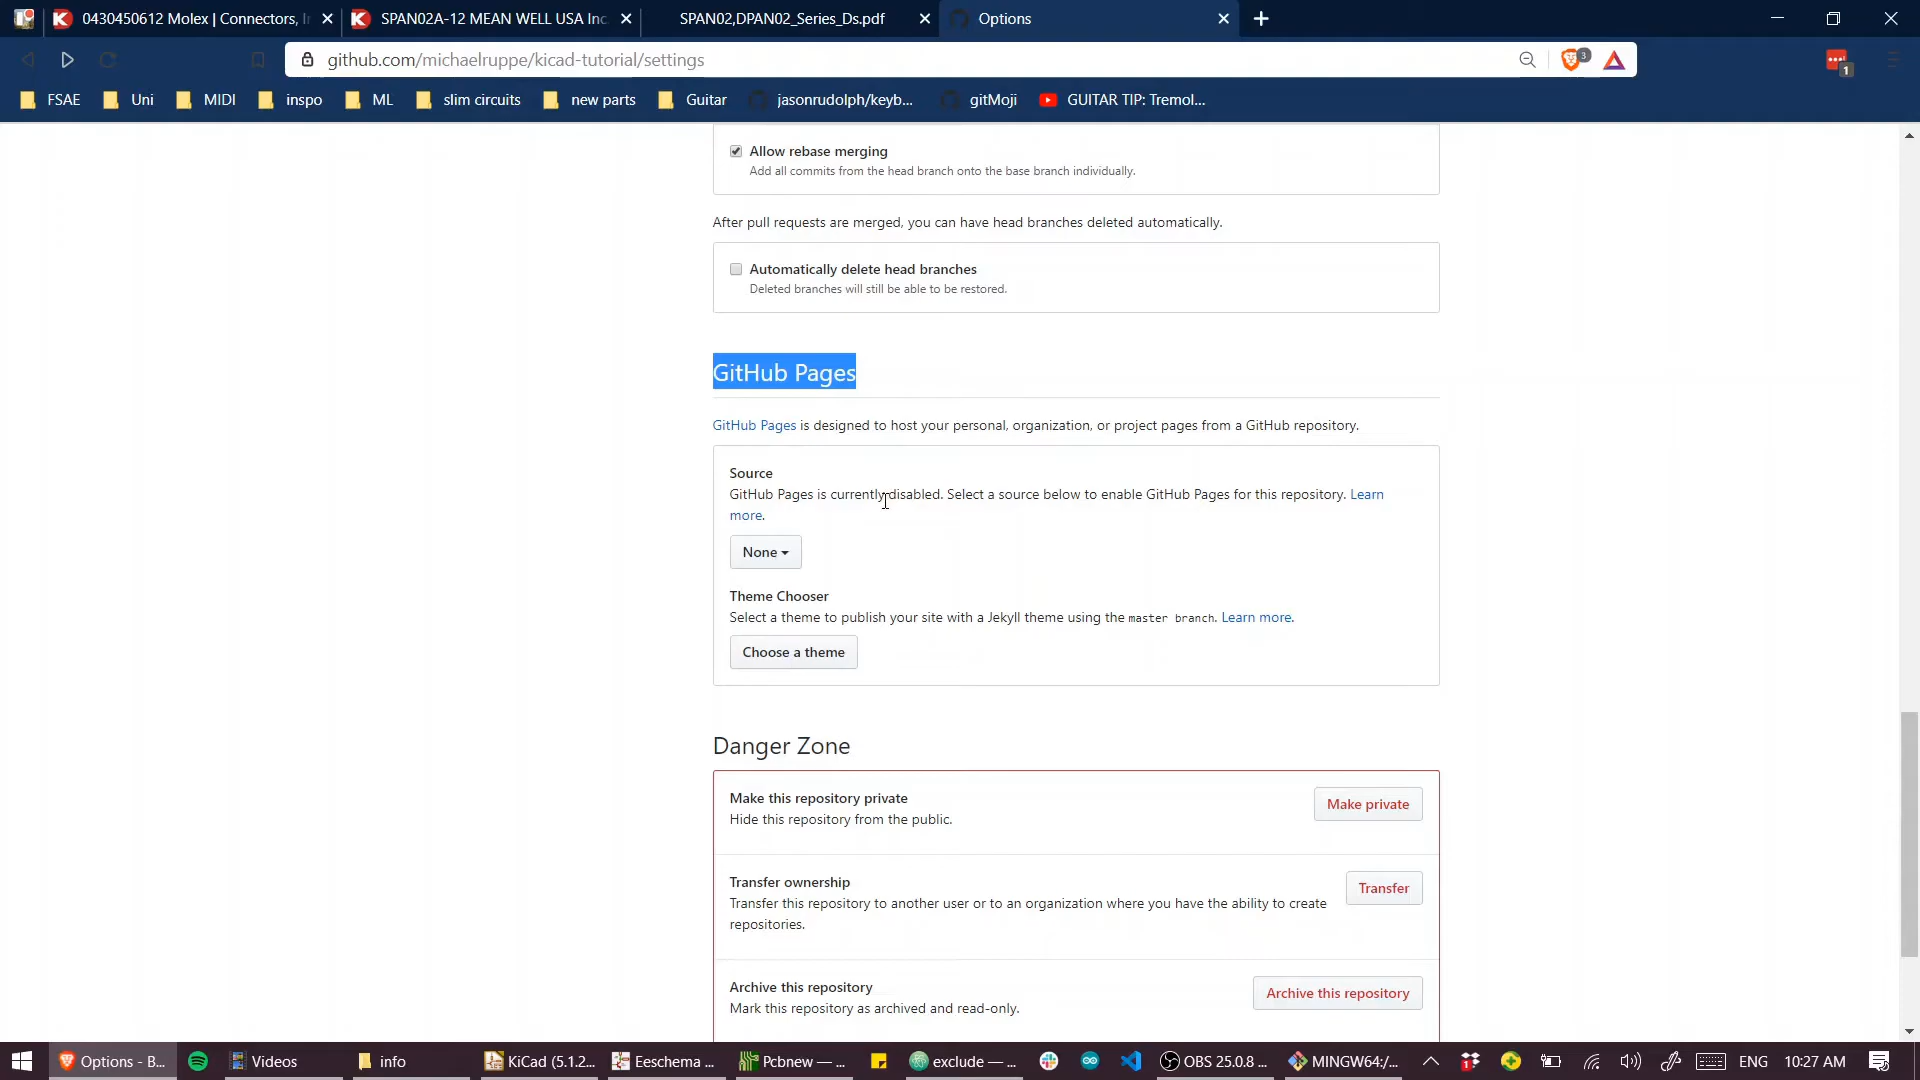 0430450612 Molex | Connectors, I
SPAN02A-12 MEAN WELL USA Inc
SPAN02,DPAN02_Series_Ds.pdf
Options
github.com/michaelruppe/kicad-tutorial/settings
3
1
FSAE
Uni
MIDI
inspo
ML
slim circuits
new parts
Guitar
jasonrudolph/keyb...
gitMoji
GUITAR TIP: Tremol...
Allow rebase merging
Add all commits from the head branch onto the base branch individually.
After pull requests are merged, you can have head branches deleted automatically.
Automatically delete head branches
Deleted branches will still be able to be restored.
GitHub Pages
GitHub Pages is designed to host your personal, organization, or project pages from a GitHub repository.
Source
GitHub Pages is currently disabled. Select a source below to enable GitHub Pages for this repository. Learn
more.
None
Theme Chooser
Select a theme to publish your site with a Jekyll theme using the master branch. Learn more.
Choose a theme
Danger Zone
Make this repository private
Hide this repository from the public.
Make private
Transfer ownership
Transfer this repository to another user or to an organization where you have the ability to create
repositories.
Transfer
Archive this repository
Mark this repository as archived and read-only.
Archive this repository
Options - B...
Videos
info
KiCad (5.1.2...
Eeschema ...
Pcbnew — ...
exclude — ...
OBS 25.0.8 ...
MINGW64:/...
ENG
10:27 AM